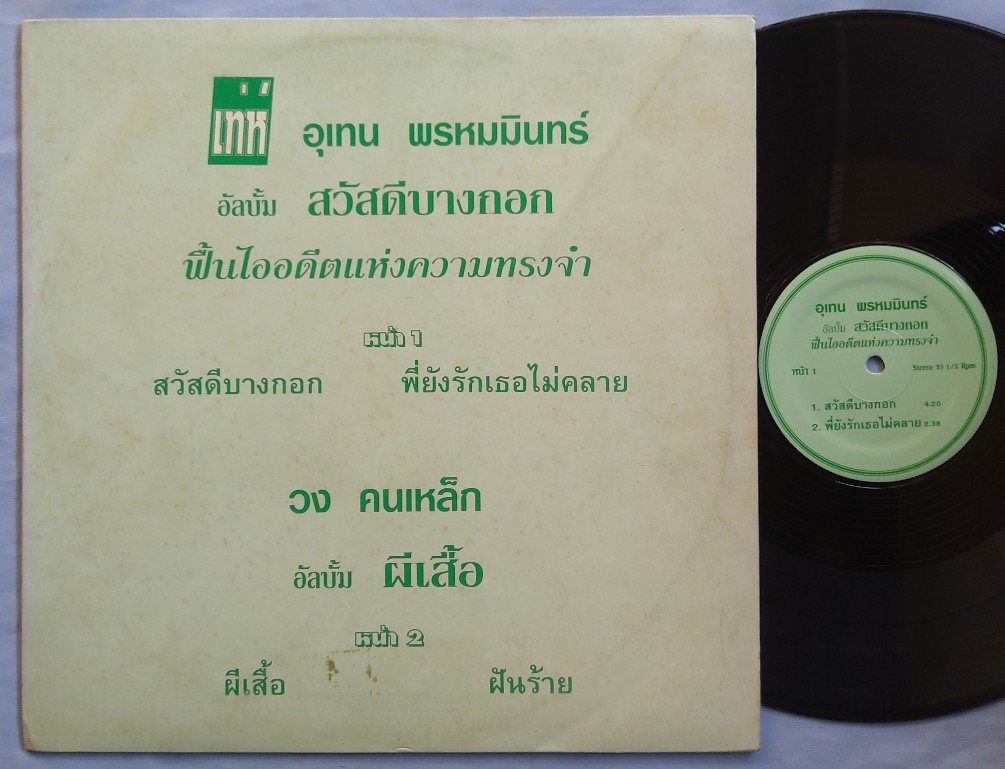 เท่ห์ อุเทน พรหมมินทร์
อัลบั้ม สวัสดีบางกอก
ฟื้นไออดีตแห่งความทรงจำ
หน้า 1
สวัสดีบางกอก พี่ยังรักเธอไม่คลาย
วง คนเหล็ก
อัลบั้ม ผีเสื้อ
หน้า 2
ผีเสื้อ ฝันร้าย
อุเทน พรหมมินทร์
อัลบั้ม สวัสดีบางกอก
ฟื้นไออดีตแห่งความทรงจำ
หน้า 1 Stereo 33 1/3 Rpm
1. สวัสดีบางกอก 4.20
2. พี่ยังรักเธอไม่คลาย 2.38